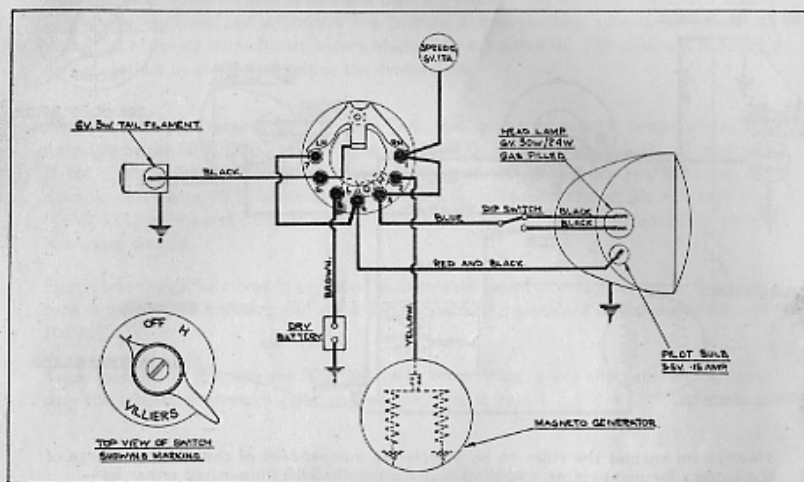 SPEEDO
6V. .17A.
6V. 3W TAIL FILAMENT.
BLACK.
HEAD LAMP
6V. 30W/24W
GAS FILLED
DIP SWITCH
BLUE
BLACK
BLACK
RED AND BLACK.
BROWN.
YELLOW.
DRY
BATTERY
PILOT BULB
3·5V ·15 AMP.
MAGNETO GENERATOR.
OFF
H
L
VILLIERS
TOP VIEW OF SWITCH
SHOWING MARKING.